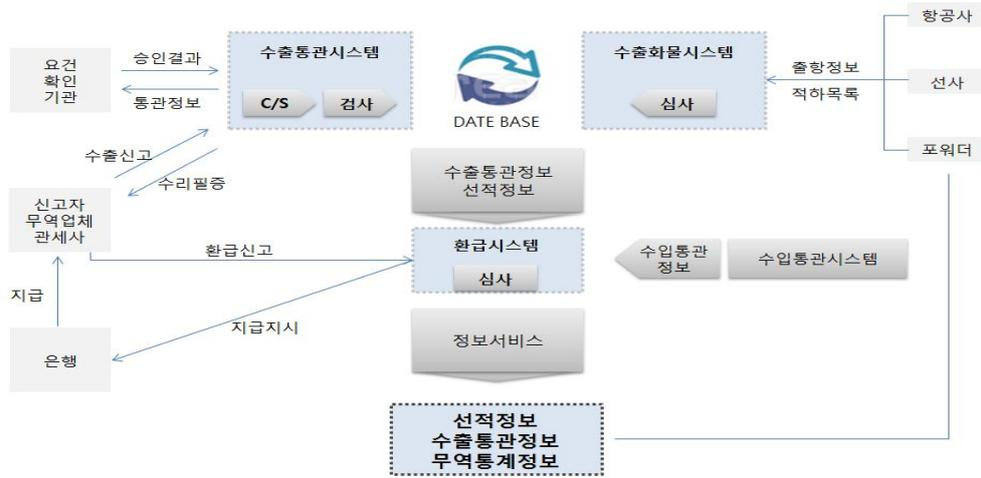 항공사
수출통관시스템
수출화물시스템
요건
확인
기관
승인결과
통관정보
C/S
검사
DATE BASE
심사
출항정보
적하목록
선사
포워더
수출신고
수리필증
수출통관정보
선적정보
신고자
무역업체
관세사
환급신고
환급시스템
심사
수입통관
정보
수입통관시스템
지급
지급지시
은행
정보서비스
선적정보
수출통관정보
무역통계정보